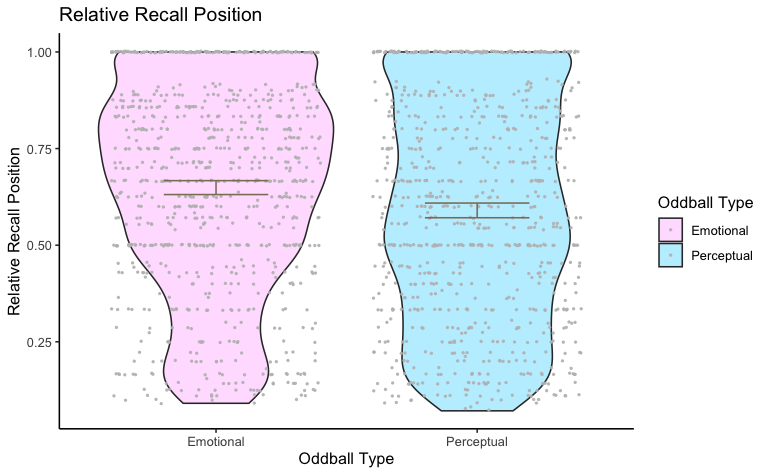 Relative Recall Position
Relative Recall Position
1.00
0.75
0.50
0.25
Emotional
Perceptual
Oddball Type
Oddball Type
Emotional
Perceptual